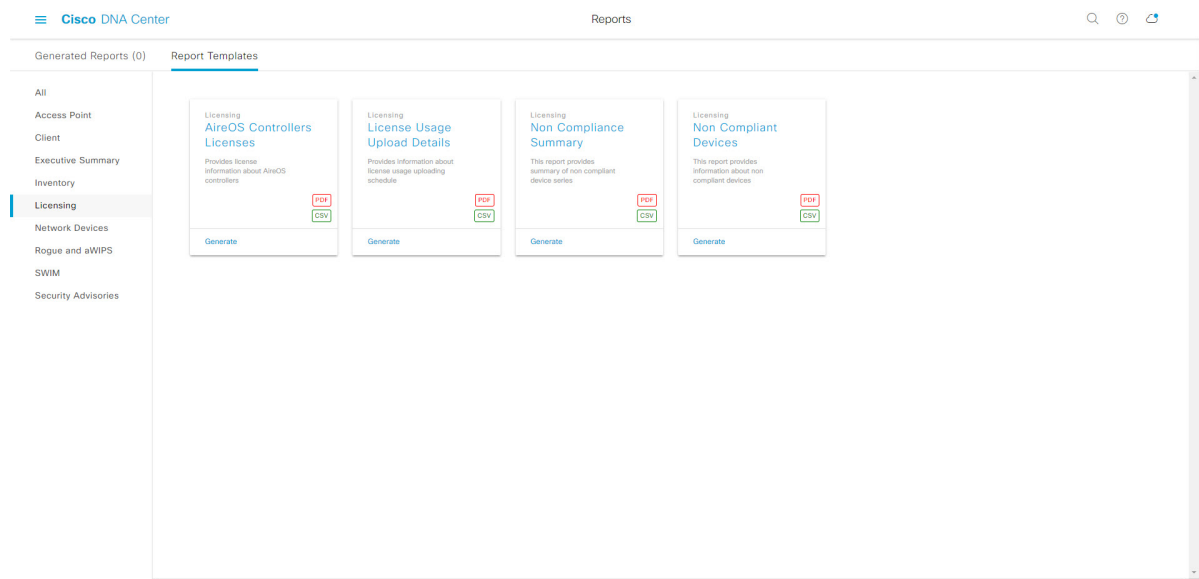 Cisco DNA Center
Reports
Generated Reports (0)
Report Templates
All
Access Point
Client
Executive Summary
Inventory
Licensing
Network Devices
Rogue and aWIPS
SWIM
Security Advisories
Licensing
AireOS Controllers
Licenses
Provides license
information about AireOS
controllers
PDF
CSV
Generate
Licensing
License Usage
Upload Details
Provides information about
license usage uploading
schedule
PDF
CSV
Generate
Licensing
Non Compliance
Summary
This report provides
summary of non compliant
device series
PDF
CSV
Generate
Licensing
Non Compliant
Devices
This report provides
information about non
compliant devices
PDF
CSV
Generate